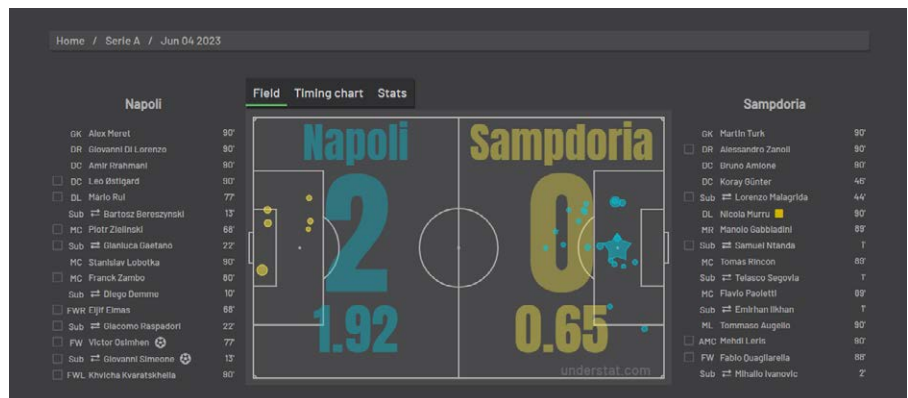 Home / Serie A / Jun 04 2023
Field Timing chart Stats
Napoli
GK Alex Meret 90'
DR Giovanni Di Lorenzo 90'
DC Amir Rrahmani 90'
DC Leo Østigard 90'
DL Mário Rui 77'
Sub ⇄ Bartosz Bereszynski 13'
MC Piotr Zielinski 68'
Sub ⇄ Gianluca Gaetano 22'
MC Stanislav Lobotka 90'
MC Franck Zambo 80'
Sub ⇄ Diego Demme 10'
FWR Eljif Elmas 68'
Sub ⇄ Giacomo Raspadori 22'
FW Victor Osimhen 77'
Sub ⇄ Giovanni Simeone 13'
FWL Khvicha Kvaratskhelia 90'
Napoli Sampdoria
2 0
1.92 0.65
understat.com
Sampdoria
GK Martin Turk 90'
DR Alessandro Zanoli 90'
DC Bruno Amione 90'
DC Koray Günter 46'
Sub ⇄ Lorenzo Malagrida 44'
DL Nicola Murru 90'
MR Manolo Gabbiadini 89'
Sub ⇄ Samuel Ntanda 1'
MC Tomas Rincon 89'
Sub ⇄ Telasco Segovia 1'
MC Flavio Paoletti 89'
Sub ⇄ Emirhan Ilkhan 1'
ML Tommaso Augello 90'
AMC Mehdi Leris 90'
FW Fabio Quagliarella 88'
Sub ⇄ Mihailo Ivanovic 2'